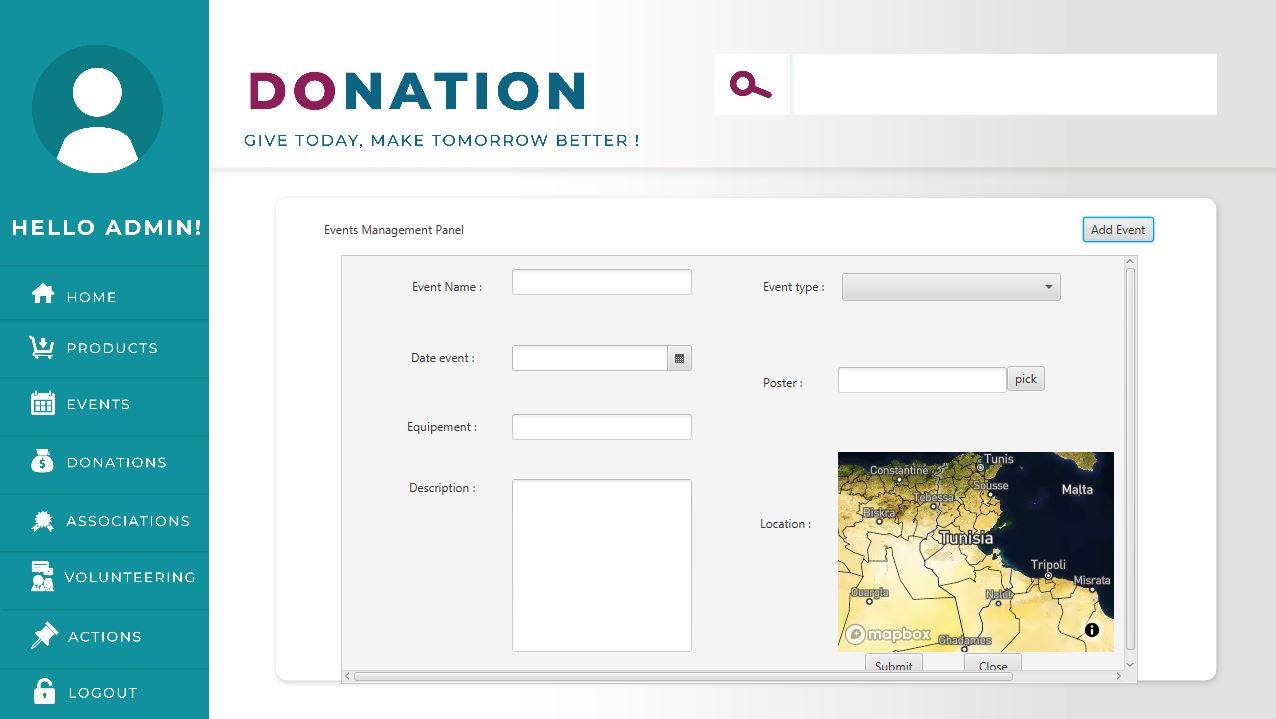 DONATION
GIVE TODAY, MAKE TOMORROW BETTER !
HELLO ADMIN!
HOME
PRODUCTS
EVENTS
DONATIONS
ASSOCIATIONS
VOLUNTEERING
ACTIONS
LOGOUT
Events Management Panel
Add Event
Event Name :
Event type :
Date event :
Poster :
pick
Equipement :
Description :
Location :
Tunis
Constantine
Sousse
Tebessa
Malta
Biskra
Tunisia
Tripoli
Misrata
Ouargla
Nalut
mapbox
Ghadames
Submit
Close